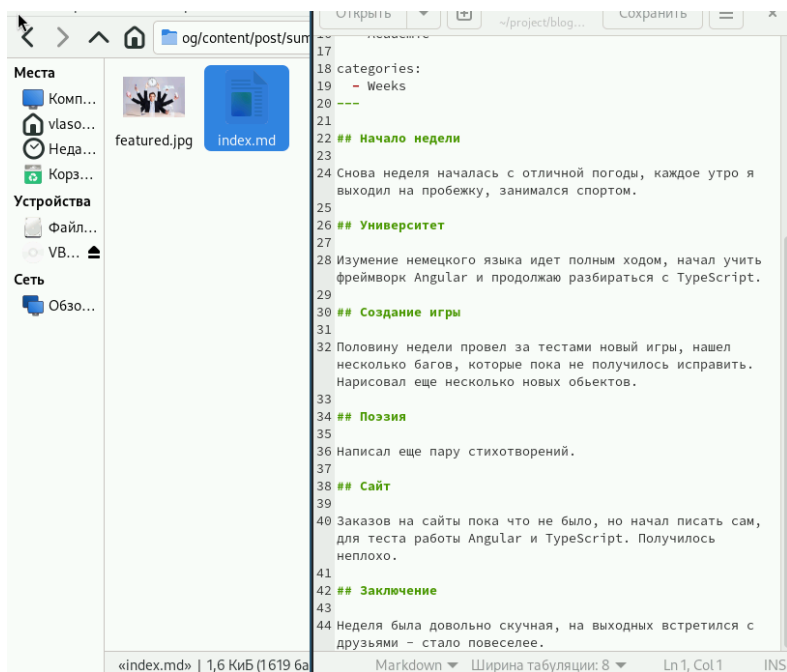 Открыть
~/project/blog...
Сохранить
og/content/post/sum
Места
Комп...
vlaso...
Неда...
Корз...
Устройства
Файл...
VB...
Сеть
Обзо...
featured.jpg
index.md
17
18 categories:
19 - Weeks
20 ---
21
22 ## Начало недели
23
24 Снова неделя началась с отличной погоды, каждое утро я
выходил на пробежку, занимался спортом.
25
26 ## Университет
27
28 Изумение немецкого языка идет полным ходом, начал учить
фреймворк Angular и продолжаю разбираться с TypeScript.
29
30 ## Создание игры
31
32 Половину недели провел за тестами новый игры, нашел
несколько багов, которые пока не получилось исправить.
Нарисовал еще несколько новых обьектов.
33
34 ## Поэзия
35
36 Написал еще пару стихотворений.
37
38 ## Сайт
39
40 Заказов на сайты пока что не было, но начал писать сам,
для теста работы Angular и TypeScript. Получилось
неплохо.
41
42 ## Заключение
43
44 Неделя была довольно скучная, на выходных встретился с
друзьями - стало повеселее.
«index.md» | 1,6 КиБ (1619 ба
Markdown
Ширина табуляции: 8
Ln 1, Col 1
INS